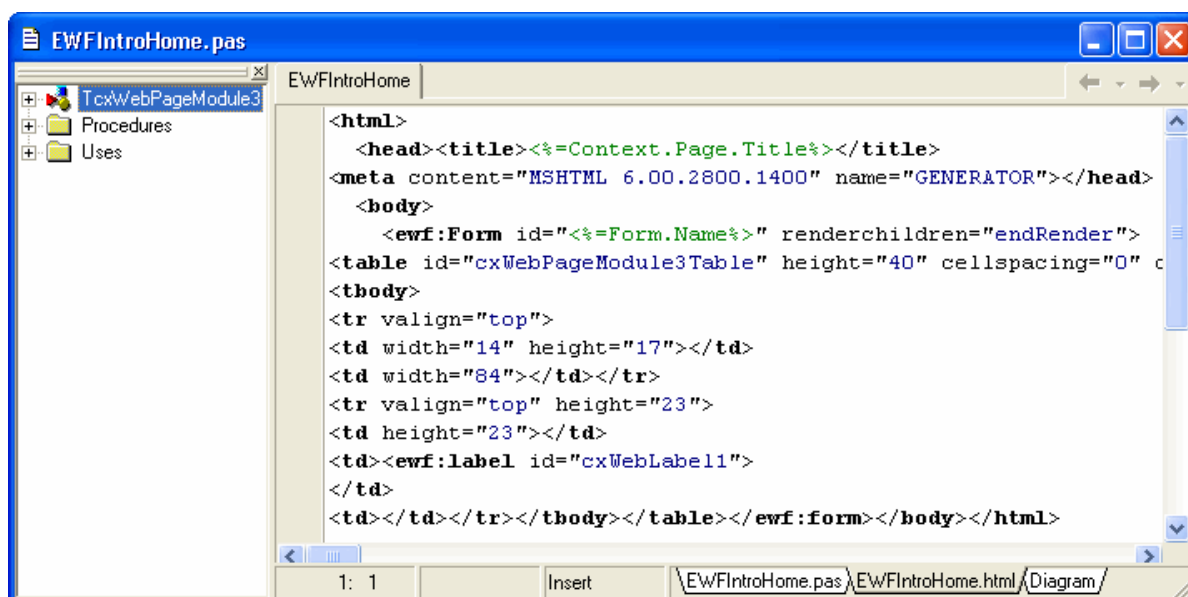 EWFIntroHome.pas
TcxWebPageModule3
Procedures
Uses
EWFIntroHome
<html>
<head><title><%=Context.Page.Title%></title>
<meta content="MSHTML 6.00.2800.1400" name="GENERATOR"></head>
<body>
<ewf:Form id="<%=Form.Name%>" renderchildren="endRender">
<table id="cxWebPageModule3Table" height="40" cellspacing="0"
<tbody>
<tr valign="top">
<td width="14" height="17"></td>
<td width="84"></td></tr>
<tr valign="top" height="23">
<td height="23"></td>
<td><ewf:label id="cxWebLabel1">
</td>
<td></td></tr></tbody></table></ewf:form></body></html>
1: 1
Insert
EWFIntroHome.pas
EWFIntroHome.html
Diagram